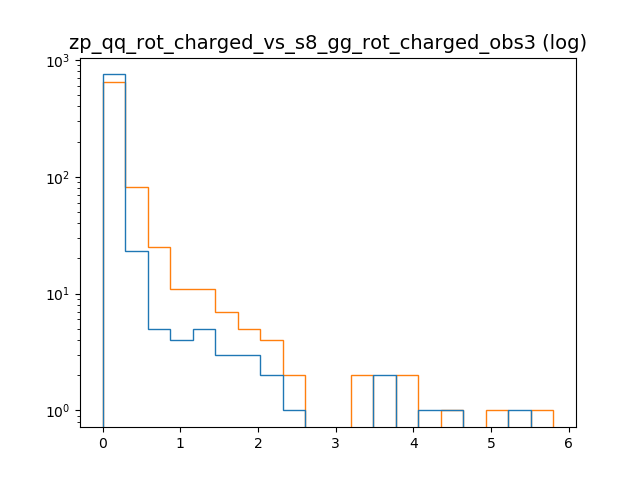 zp_qq_rot_charged_vs_s8_gg_rot_charged_obs3 (log)
10³
10²
10¹
10⁰
0 1 2 3 4 5 6